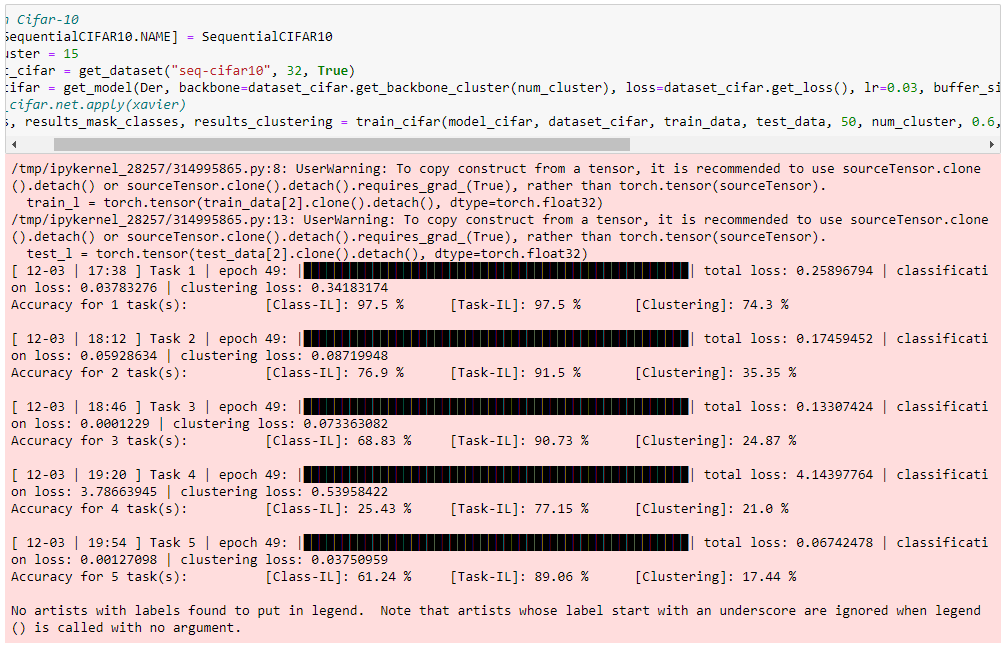 n Cifar-10
SequentialCIFAR10.NAME] = SequentialCIFAR10
uster = 15
t_cifar = get_dataset("seq-cifar10", 32, True)
cifar = get_model(Der, backbone=dataset_cifar.get_backbone_cluster(num_cluster), loss=dataset_cifar.get_loss(), lr=0.03, buffer_si
cifar.net.apply(xavier)
s, results_mask_classes, results_clustering = train_cifar(model_cifar, dataset_cifar, train_data, test_data, 50, num_cluster, 0.6,
/tmp/ipykernel_28257/314995865.py:8: UserWarning: To copy construct from a tensor, it is recommended to use sourceTensor.clone
().detach() or sourceTensor.clone().detach().requires_grad_(True), rather than torch.tensor(sourceTensor).
train_l = torch.tensor(train_data[2].clone().detach(), dtype=torch.float32)
/tmp/ipykernel_28257/314995865.py:13: UserWarning: To copy construct from a tensor, it is recommended to use sourceTensor.clone
().detach() or sourceTensor.clone().detach().requires_grad_(True), rather than torch.tensor(sourceTensor).
test_l = torch.tensor(test_data[2].clone().detach(), dtype=torch.float32)
[ 12-03 | 17:38 ] Task 1 | epoch 49: || total loss: 0.25896794 | classificati
on loss: 0.03783276 | clustering loss: 0.34183174
Accuracy for 1 task(s): [Class-IL]: 97.5 % [Task-IL]: 97.5 % [Clustering]: 74.3 %
[ 12-03 | 18:12 ] Task 2 | epoch 49: || total loss: 0.17459452 | classificati
on loss: 0.05928634 | clustering loss: 0.08719948
Accuracy for 2 task(s): [Class-IL]: 76.9 % [Task-IL]: 91.5 % [Clustering]: 35.35 %
[ 12-03 | 18:46 ] Task 3 | epoch 49: || total loss: 0.13307424 | classificati
on loss: 0.0001229 | clustering loss: 0.073363082
Accuracy for 3 task(s): [Class-IL]: 68.83 % [Task-IL]: 90.73 % [Clustering]: 24.87 %
[ 12-03 | 19:20 ] Task 4 | epoch 49: || total loss: 4.14397764 | classificati
on loss: 3.78663945 | clustering loss: 0.53958422
Accuracy for 4 task(s): [Class-IL]: 25.43 % [Task-IL]: 77.15 % [Clustering]: 21.0 %
[ 12-03 | 19:54 ] Task 5 | epoch 49: || total loss: 0.06742478 | classificati
on loss: 0.00127098 | clustering loss: 0.03750959
Accuracy for 5 task(s): [Class-IL]: 61.24 % [Task-IL]: 89.06 % [Clustering]: 17.44 %
No artists with labels found to put in legend. Note that artists whose label start with an underscore are ignored when legend
() is called with no argument.